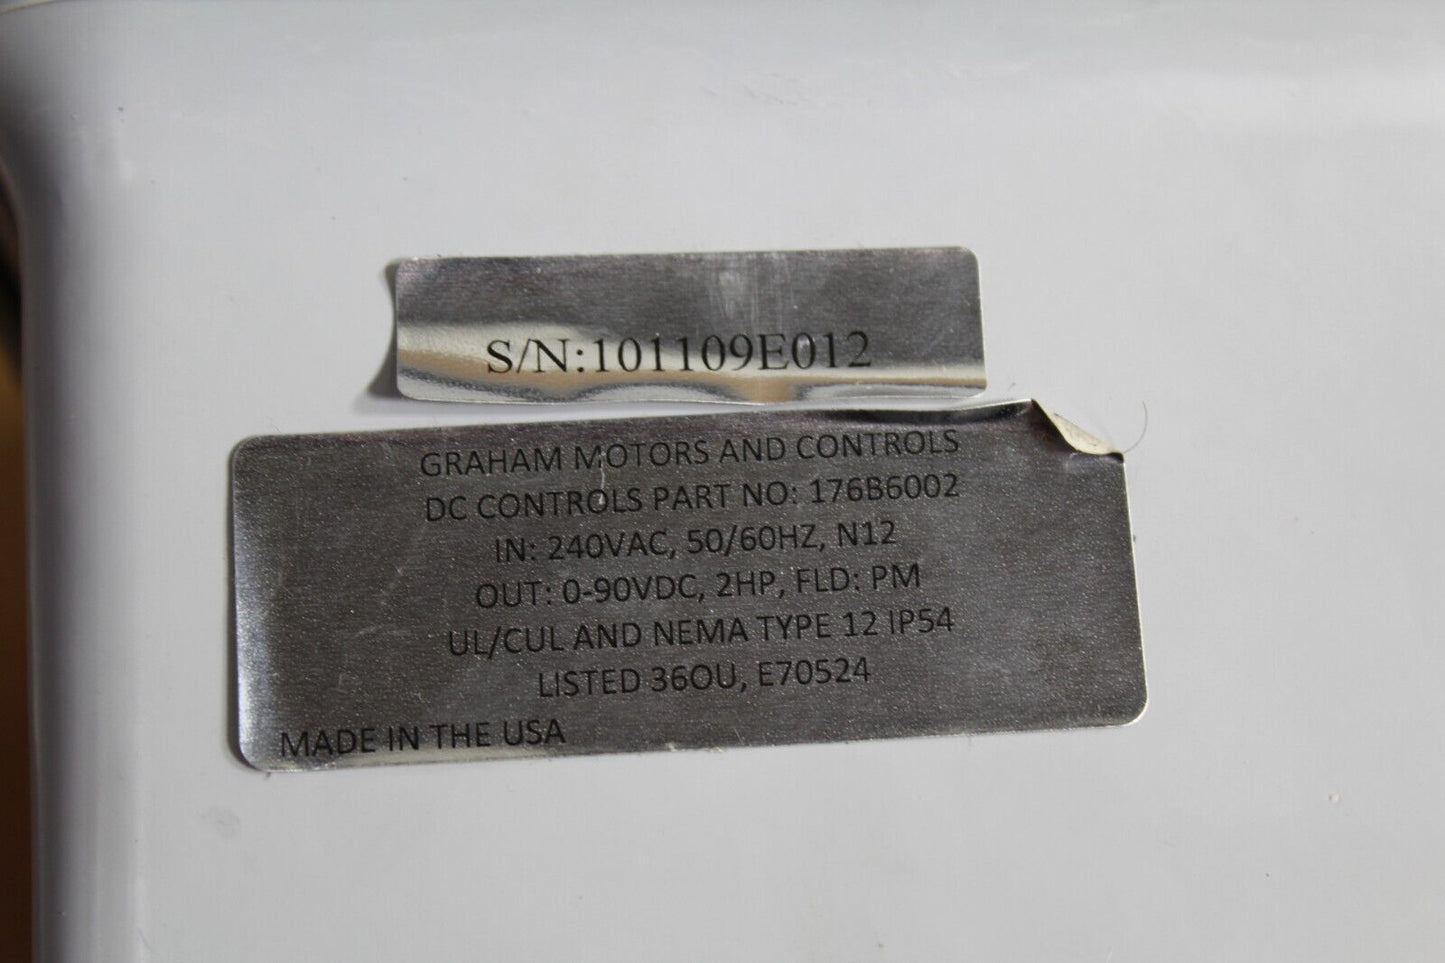 S/N:101109E012
GRAHAM MOTORS AND CONTROLS
DC CONTROLS PART NO: 176B6002
IN: 240VAC, 50/60HZ, N12
OUT: 0-90VDC, 2HP, FLD: PM
UL/CUL AND NEMA TYPE 12 IP54
LISTED 36OU, E70524
MADE IN THE USA